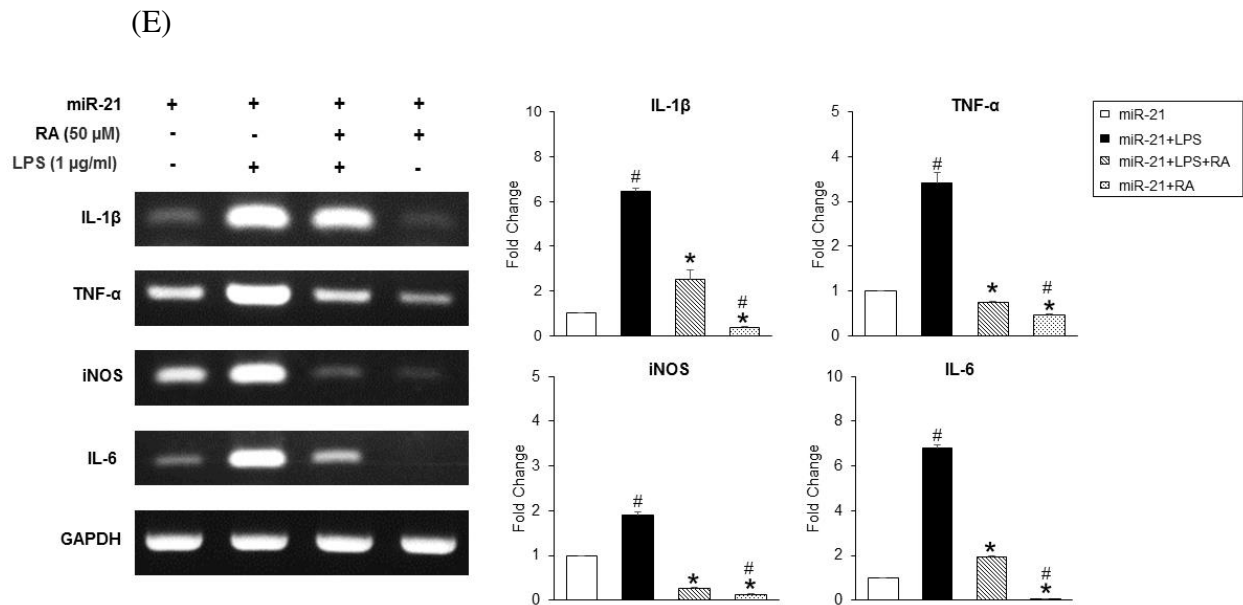 (E)
miR-21 + + + +
RA (50 µM) - - + +
LPS (1 µg/ml) - + + -
IL-1β
TNF-α
iNOS
IL-6
GAPDH
IL-1β
Fold Change
10
8
6
4
2
0
#
*
#
*
TNF-α
Fold Change
5
4
3
2
1
0
#
*
#
*
miR-21
miR-21+LPS
miR-21+LPS+RA
miR-21+RA
iNOS
Fold Change
5
4
3
2
1
0
#
*
#
*
IL-6
Fold Change
10
8
6
4
2
0
#
*
#
*